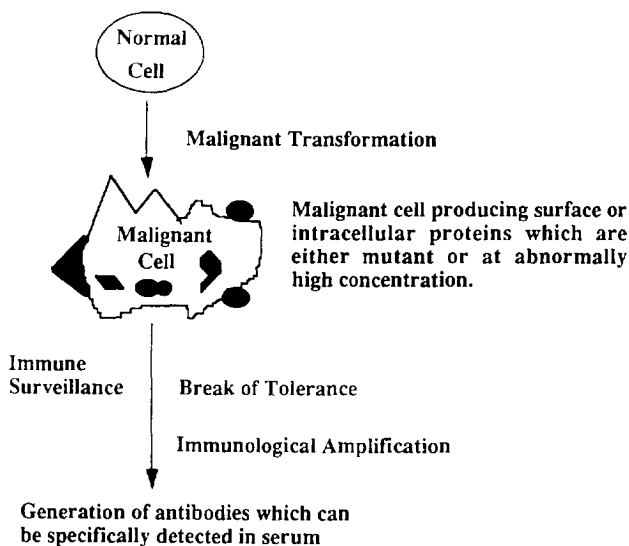 Normal
Cell
Malignant Transformation
Malignant
Cell
Malignant cell producing surface or
intracellular proteins which are
either mutant or at abnormally
high concentration.
Immune
Surveillance
Break of Tolerance
Immunological Amplification
Generation of antibodies which can
be specifically detected in serum